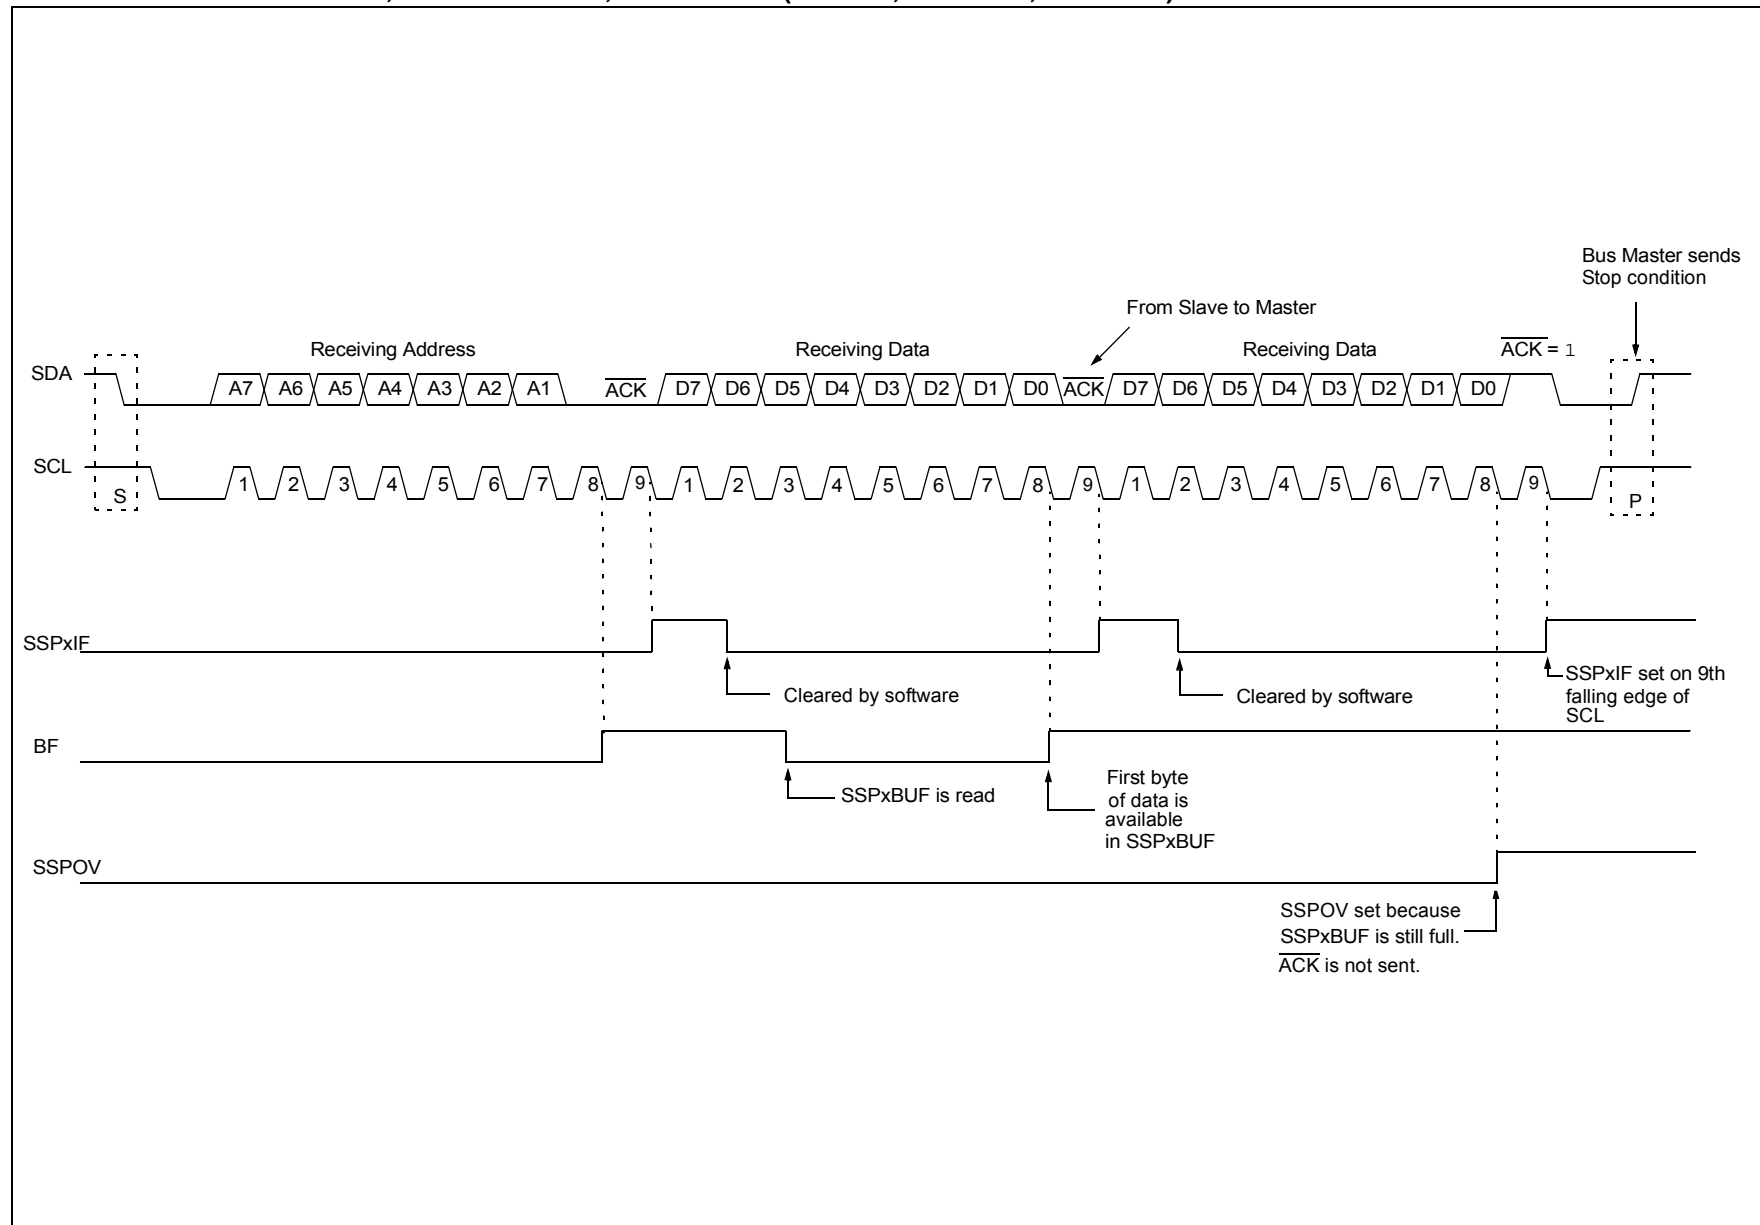 Bus Master sends
Stop condition
From Slave to Master
Receiving Address
Receiving Data
Receiving Data
ACK = 1
SDA
A7 A6 A5 A4 A3 A2 A1 ACK D7 D6 D5 D4 D3 D2 D1 D0 ACK D7 D6 D5 D4 D3 D2 D1 D0
SCL
S
1 2 3 4 5 6 7 8 9 1 2 3 4 5 6 7 8 9 1 2 3 4 5 6 7 8 9
P
SSPxIF
Cleared by software
Cleared by software
SSPxIF set on 9th
falling edge of
SCL
BF
SSPxBUF is read
First byte
of data is
available
in SSPxBUF
SSPOV
SSPOV set because
SSPxBUF is still full.
ACK is not sent.